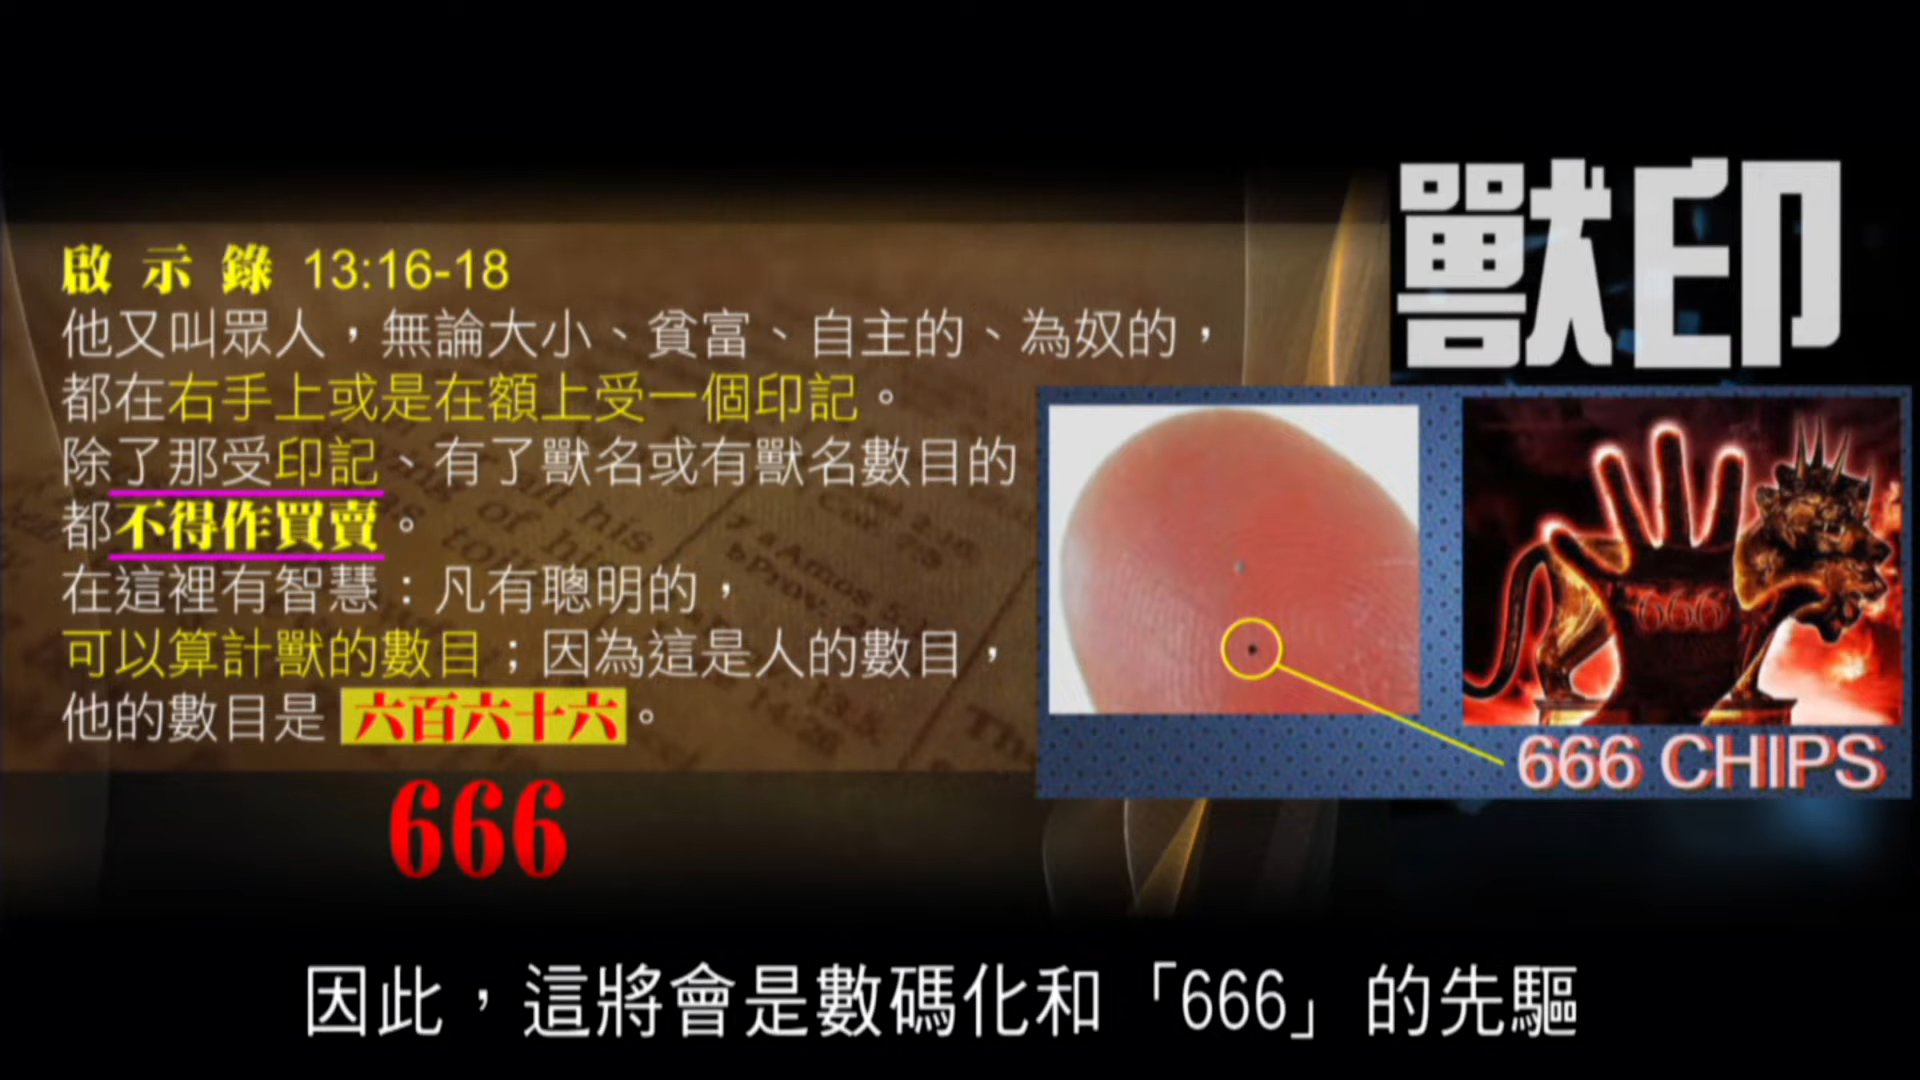 獸印
啟示錄 13:16-18
他又叫眾人，無論大小、貧富、自主的、為奴的，
都在右手上或是在額上受一個印記。
除了那受印記、有了獸名或有獸名數目的
都不得作買賣。
在這裡有智慧：凡有聰明的，
可以算計獸的數目；因為這是人的數目，
他的數目是 六百六十六。
666
666
666 CHIPS
因此，這將會是數碼化和「666」的先驅